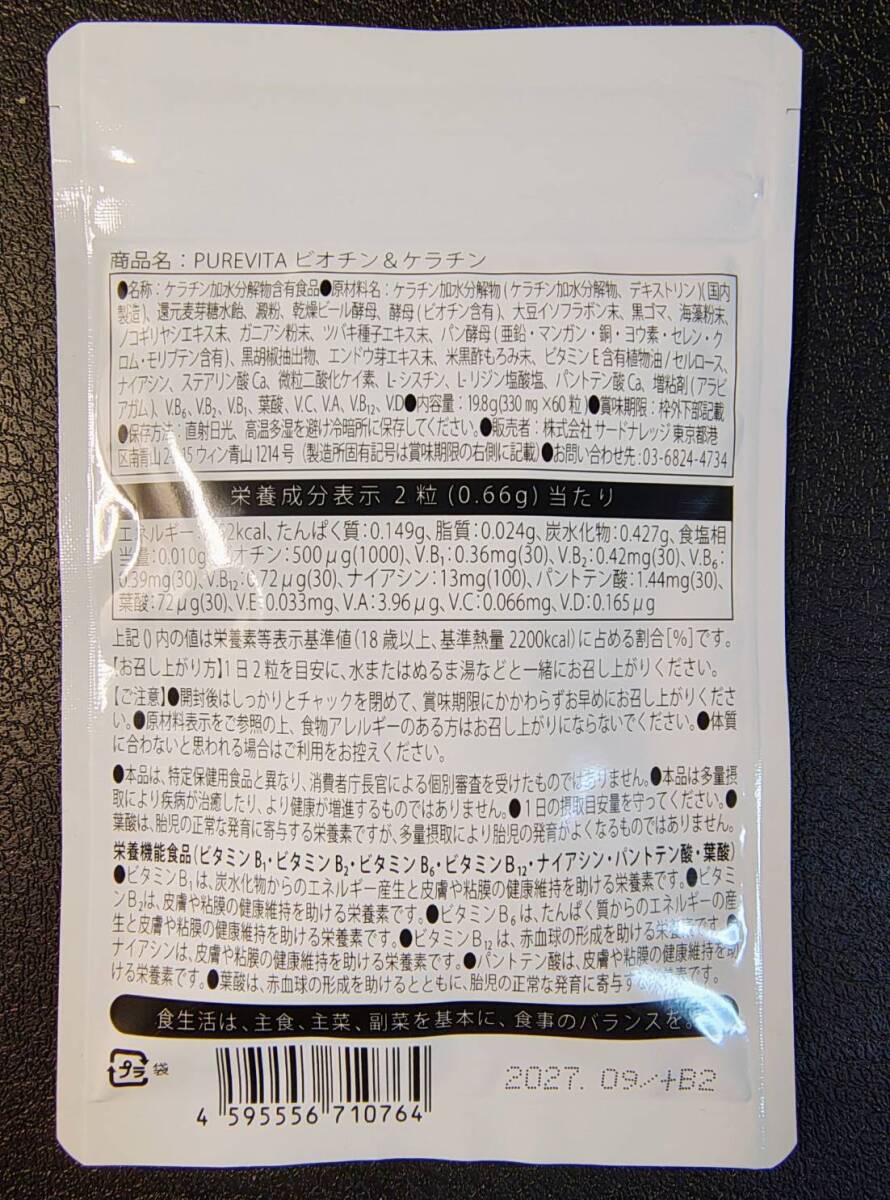 商品名：PUREVITA ビオチン＆ケラチン
●名称：ケラチン加水分解物含有食品●原材料名：ケラチン加水分解物（ケラチン加水分解物、デキストリン）（国内
製造）、還元麦芽糖水飴、澱粉、乾燥ビール酵母、酵母（ビオチン含有）、大豆イソフラボン末、黒ゴマ、海藻粉末、
ノコギリヤシエキス末、ガニアシ粉末、ツバキ種子エキス末、パン酵母（亜鉛・マンガン・銅・ヨウ素・セレン・ク
ロム・モリブデン含有）、黒胡椒抽出物、エンドウ芽エキス末、米黒酢もろみ末、ビタミンE含有植物油/セルロース、
ナイアシン、ステアリン酸Ca、微粒二酸化ケイ素、L-シスチン、L-リジン塩酸塩、パントテン酸Ca、増粘剤（アラビ
アガム）、V.B6、V.B2、V.B1、葉酸、V.C、V.A、V.B12、V.D●内容量：19.8g(330mg×60粒)●賞味期限：枠外下部記載
●保存方法：直射日光、高温多湿を避け冷暗所に保存してください。●販売者：株式会社 サードナレッジ 東京都港
区南青山 2-15 ウィン青山 1214号（製造所固有記号は賞味期限の右側に記載）●お問い合わせ先：03-6824-4734
栄養成分表示 2粒（0.66g）当たり
エネルギー 2kcal、たんぱく質：0.149g、脂質：0.024g、炭水化物：0.427g、食塩相
当量：0.010g、ビオチン：500μg(1000)、V.B1：0.36mg(30)、V.B2：0.42mg(30)、V.B6：
0.39mg(30)、V.B12：0.72μg(30)、ナイアシン：13mg(100)、パントテン酸：1.44mg(30)、
葉酸：72μg(30)、V.E：0.033mg、V.A：3.96μg、V.C：0.066mg、V.D：0.165μg
上記()内の値は栄養素等表示基準値（18歳以上、基準熱量2200kcal）に占める割合[%]です。
【お召し上がり方】1日2粒を目安に、水またはぬるま湯などと一緒にお召し上がりください。
【ご注意】●開封後はしっかりとチャックを閉めて、賞味期限にかかわらずお早めにお召し上がりくださ
い。●原材料表示をご参照の上、食物アレルギーのある方はお召し上がりにならないでください。●体質
に合わないと思われる場合はご利用をお控えください。
●本品は、特定保健用食品と異なり、消費者庁長官による個別審査を受けたものではありません。●本品は多量摂
取により疾病が治癒したり、より健康が増進するものではありません。●1日の摂取目安量を守ってください。●
葉酸は、胎児の正常な発育に寄与する栄養素ですが、多量摂取により胎児の発育がよくなるものではありません。
栄養機能食品（ビタミンB1・ビタミンB2・ビタミンB6・ビタミンB12・ナイアシン・パントテン酸・葉酸）
●ビタミンB1は、炭水化物からのエネルギー産生と皮膚や粘膜の健康維持を助ける栄養素です。●ビタミ
ンB2は、皮膚や粘膜の健康維持を助ける栄養素です。●ビタミンB6は、たんぱく質からのエネルギーの産
生と皮膚や粘膜の健康維持を助ける栄養素です。●ビタミンB12は、赤血球の形成を助ける栄養素です。●
ナイアシンは、皮膚や粘膜の健康維持を助ける栄養素です。●パントテン酸は、皮膚や粘膜の健康維持を助
ける栄養素です。●葉酸は、赤血球の形成を助けるとともに、胎児の正常な発育に寄与する栄養素です。
食生活は、主食、主菜、副菜を基本に、食事のバランスを。
プラ 袋
2027. 09/+B2
4 595556 710764